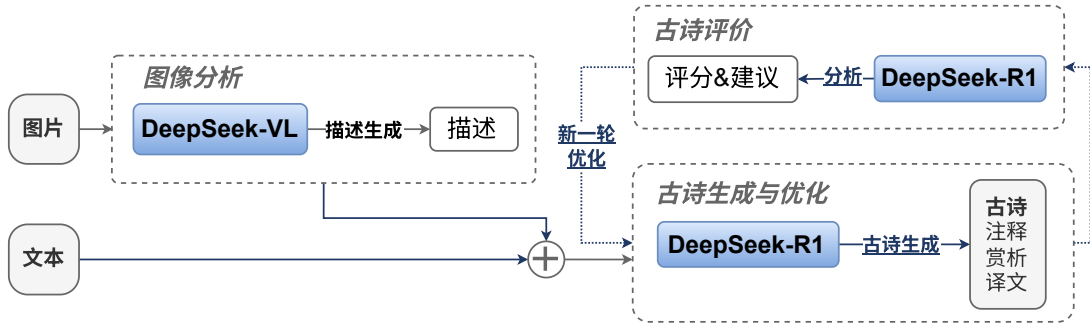 图片
图像分析
DeepSeek-VL
描述生成
描述
文本
古诗评价
评分&建议
分析
DeepSeek-R1
新一轮
优化
古诗生成与优化
DeepSeek-R1
古诗生成
古诗
注释
赏析
译文